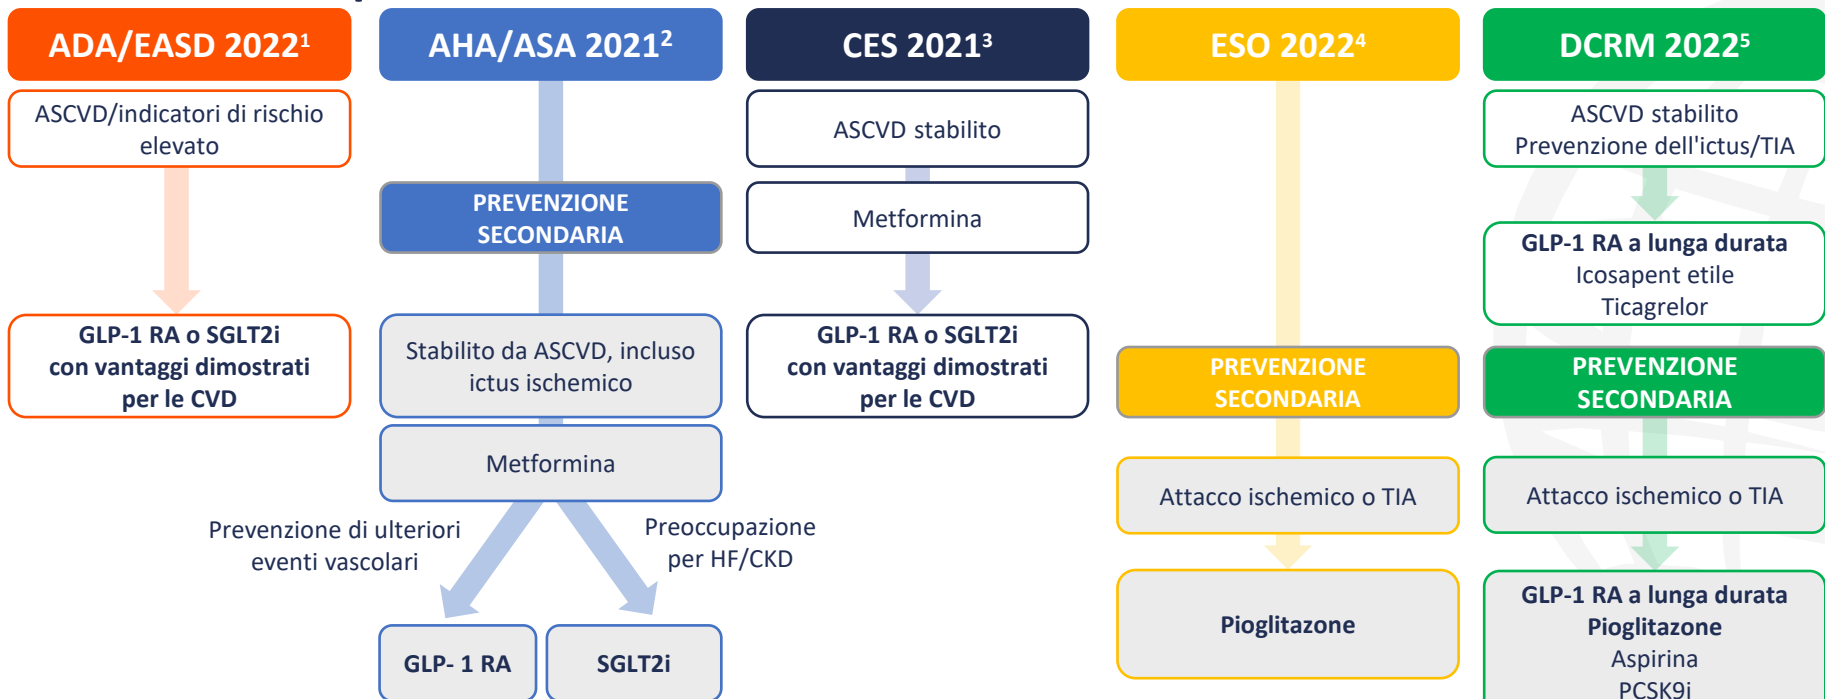 ADA/EASD 2022¹
ASCVD/indicatori di rischio
elevato
GLP-1 RA o SGLT2i
con vantaggi dimostrati
per le CVD
AHA/ASA 2021²
PREVENZIONE
SECONDARIA
Stabilito da ASCVD, incluso
ictus ischemico
Metformina
Prevenzione di ulteriori
eventi vascolari
Preoccupazione
per HF/CKD
GLP- 1 RA
SGLT2i
CES 2021³
ASCVD stabilito
Metformina
GLP-1 RA o SGLT2i
con vantaggi dimostrati
per le CVD
ESO 2022⁴
PREVENZIONE
SECONDARIA
Attacco ischemico o TIA
Pioglitazone
DCRM 2022⁵
ASCVD stabilito
Prevenzione dell'ictus/TIA
GLP-1 RA a lunga durata
Icosapent etile
Ticagrelor
PREVENZIONE
SECONDARIA
Attacco ischemico o TIA
GLP-1 RA a lunga durata
Pioglitazone
Aspirina
PCSK9i